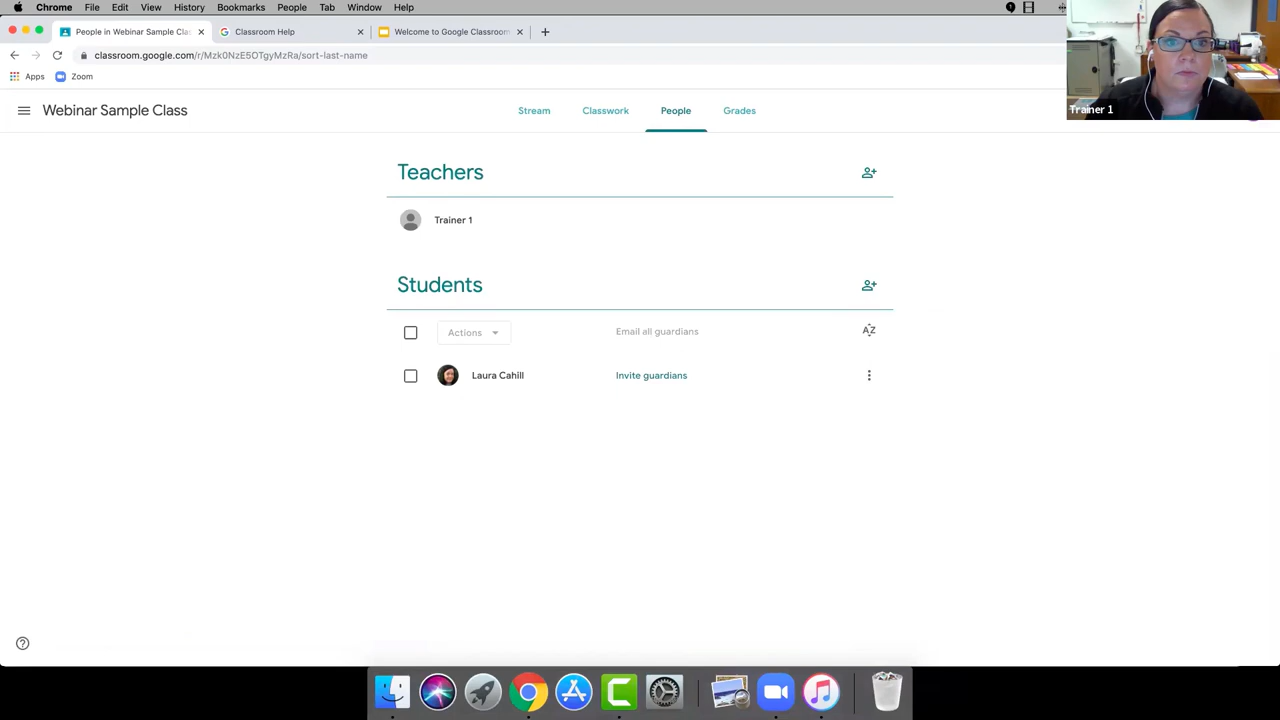 Chrome File Edit View History Bookmarks People Tab Window Help
People in Webinar Sample Clas Classroom Help Welcome to Google Classroom
classroom.google.com/r/Mzk0NzE5OTgyMzRa/sort-last-name
Apps Zoom
Webinar Sample Class Stream Classwork People Grades
Trainer 1
Teachers
Trainer 1
Students
Actions Email all guardians AZ
Laura Cahill Invite guardians